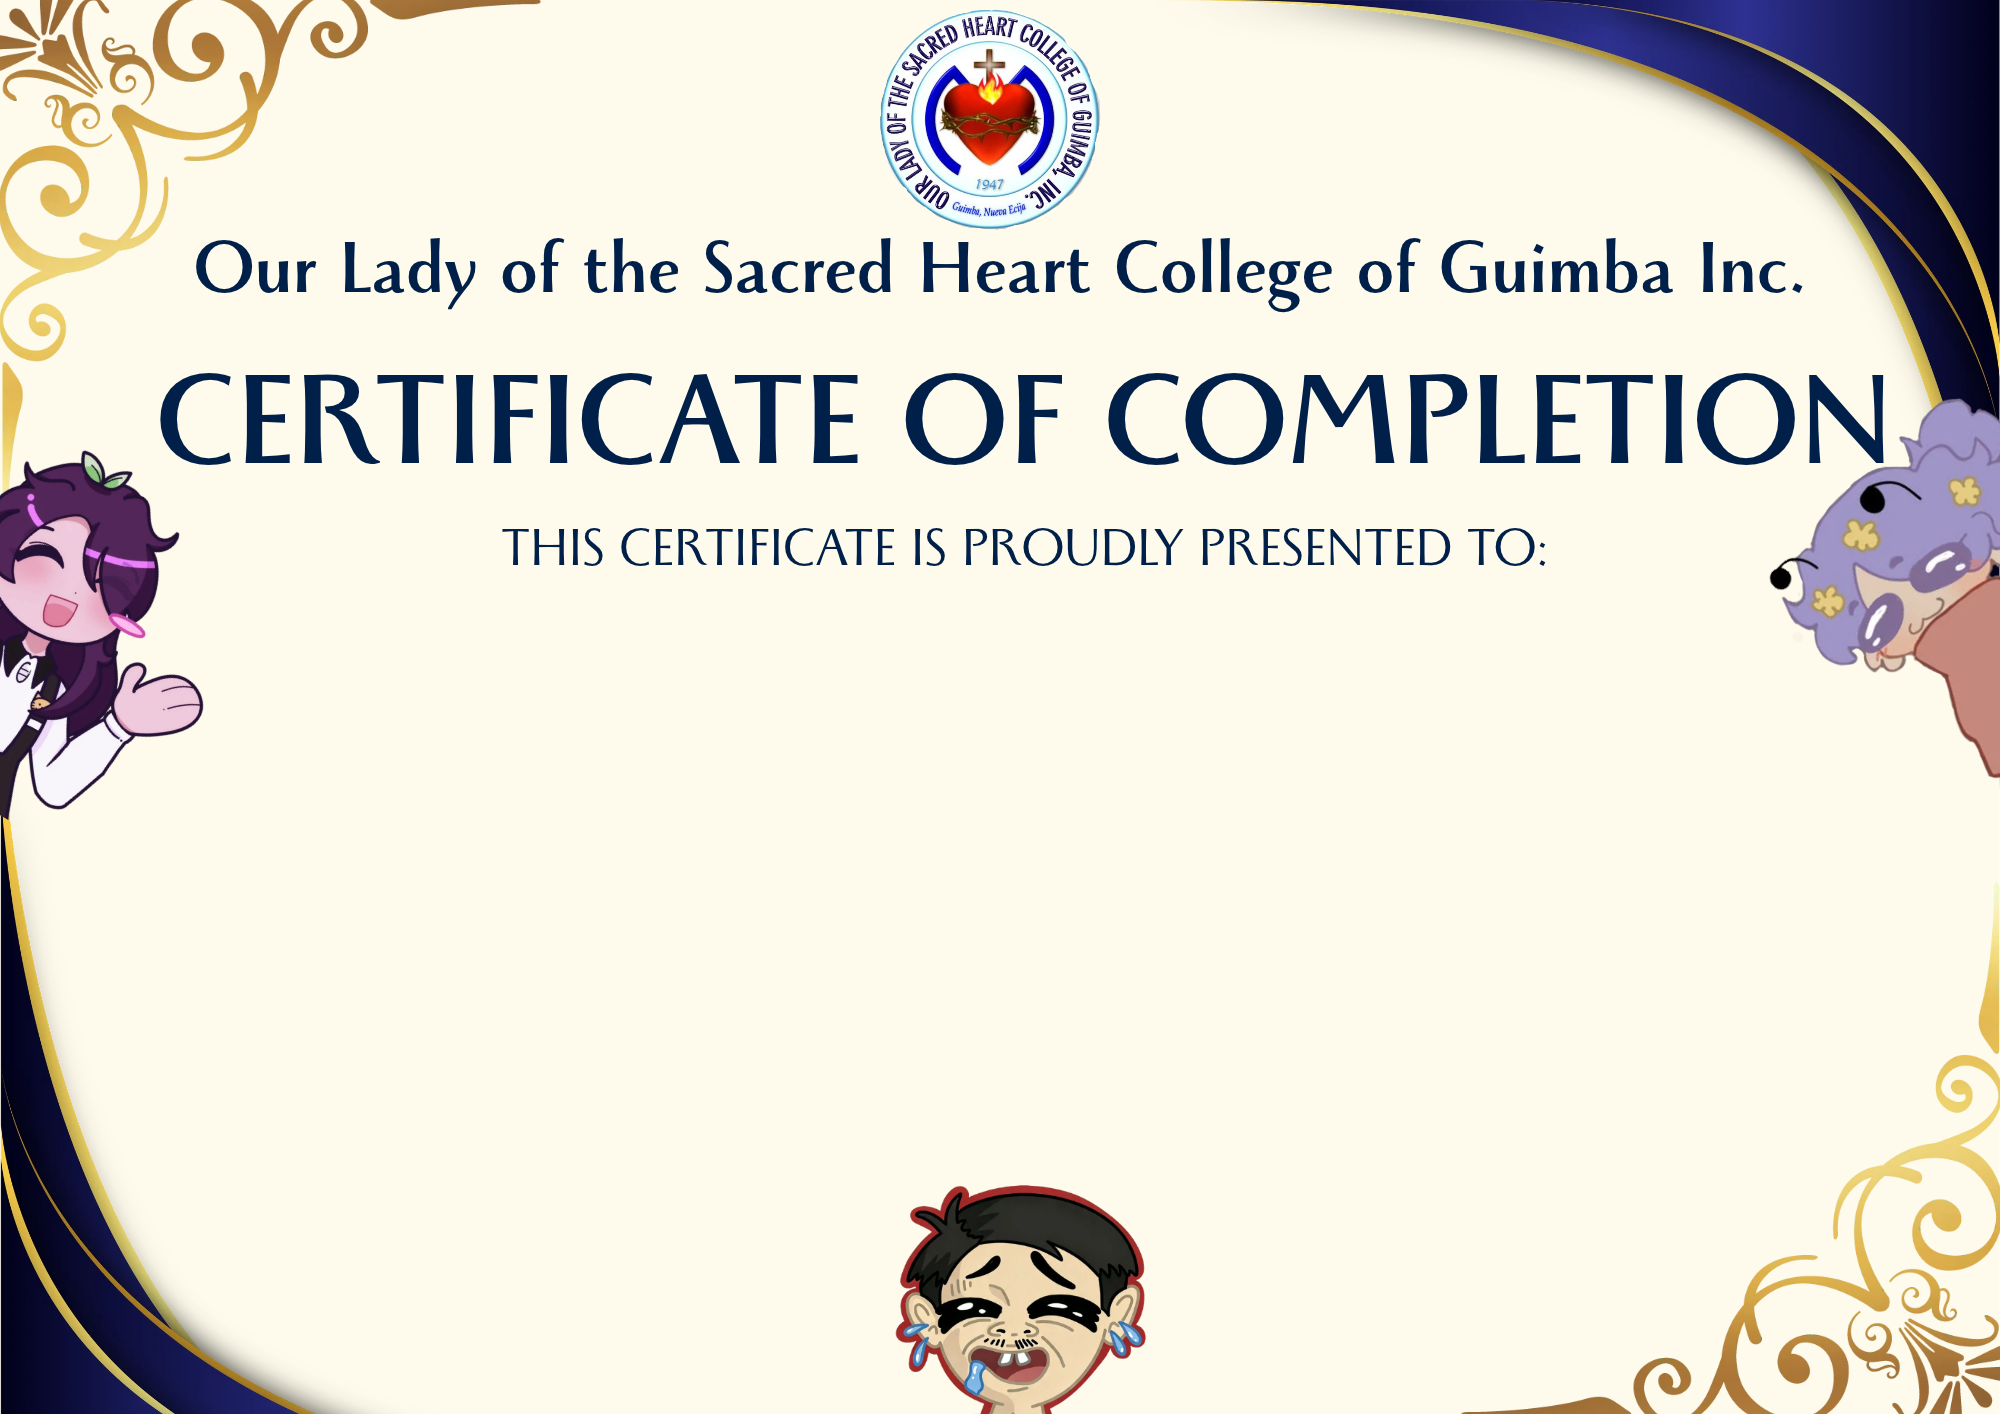 OUR LADY OF THE SACRED HEART COLLEGE OF GUIMBA, INC.
1947
Guimba, Nueva Ecija
Our Lady of the Sacred Heart College of Guimba Inc.
CERTIFICATE OF COMPLETION
THIS CERTIFICATE IS PROUDLY PRESENTED TO: